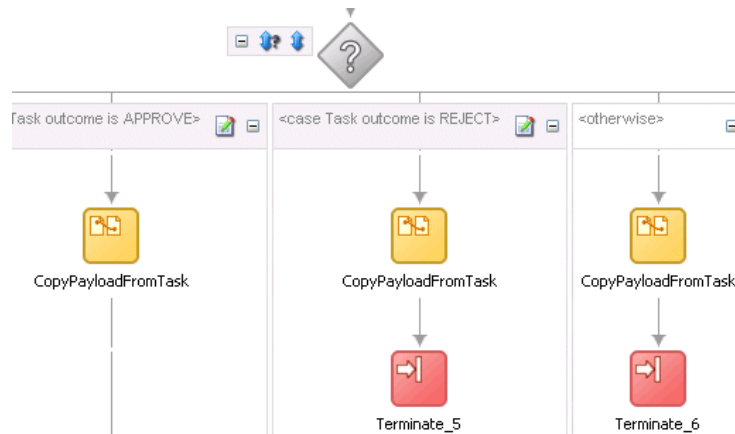 Task outcome is APPROVE>
<case Task outcome is REJECT>
<otherwise>
CopyPayloadFromTask
CopyPayloadFromTask
CopyPayloadFromTask
Terminate_5
Terminate_6